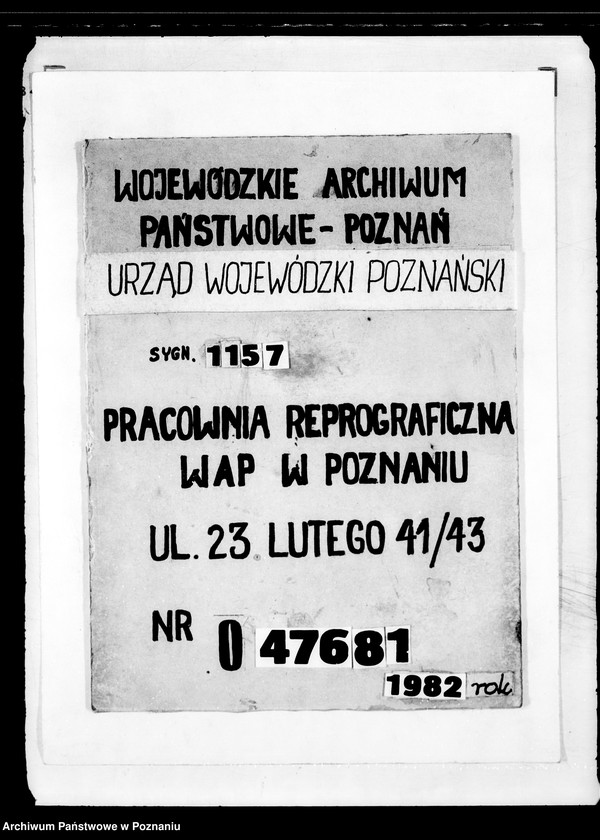 WOJEWÓDZKIE ARCHIWUM
PAŃSTWOWE - POZNAŃ
URZĄD WOJEWÓDZKI POZNAŃSKI
SYGN. 1157
PRACOWNIA REPROGRAFICZNA
WAP W POZNANIU
UL. 23 LUTEGO 41/43
NR 0 47681
1982 rok
Archiwum Państwowe w Poznaniu